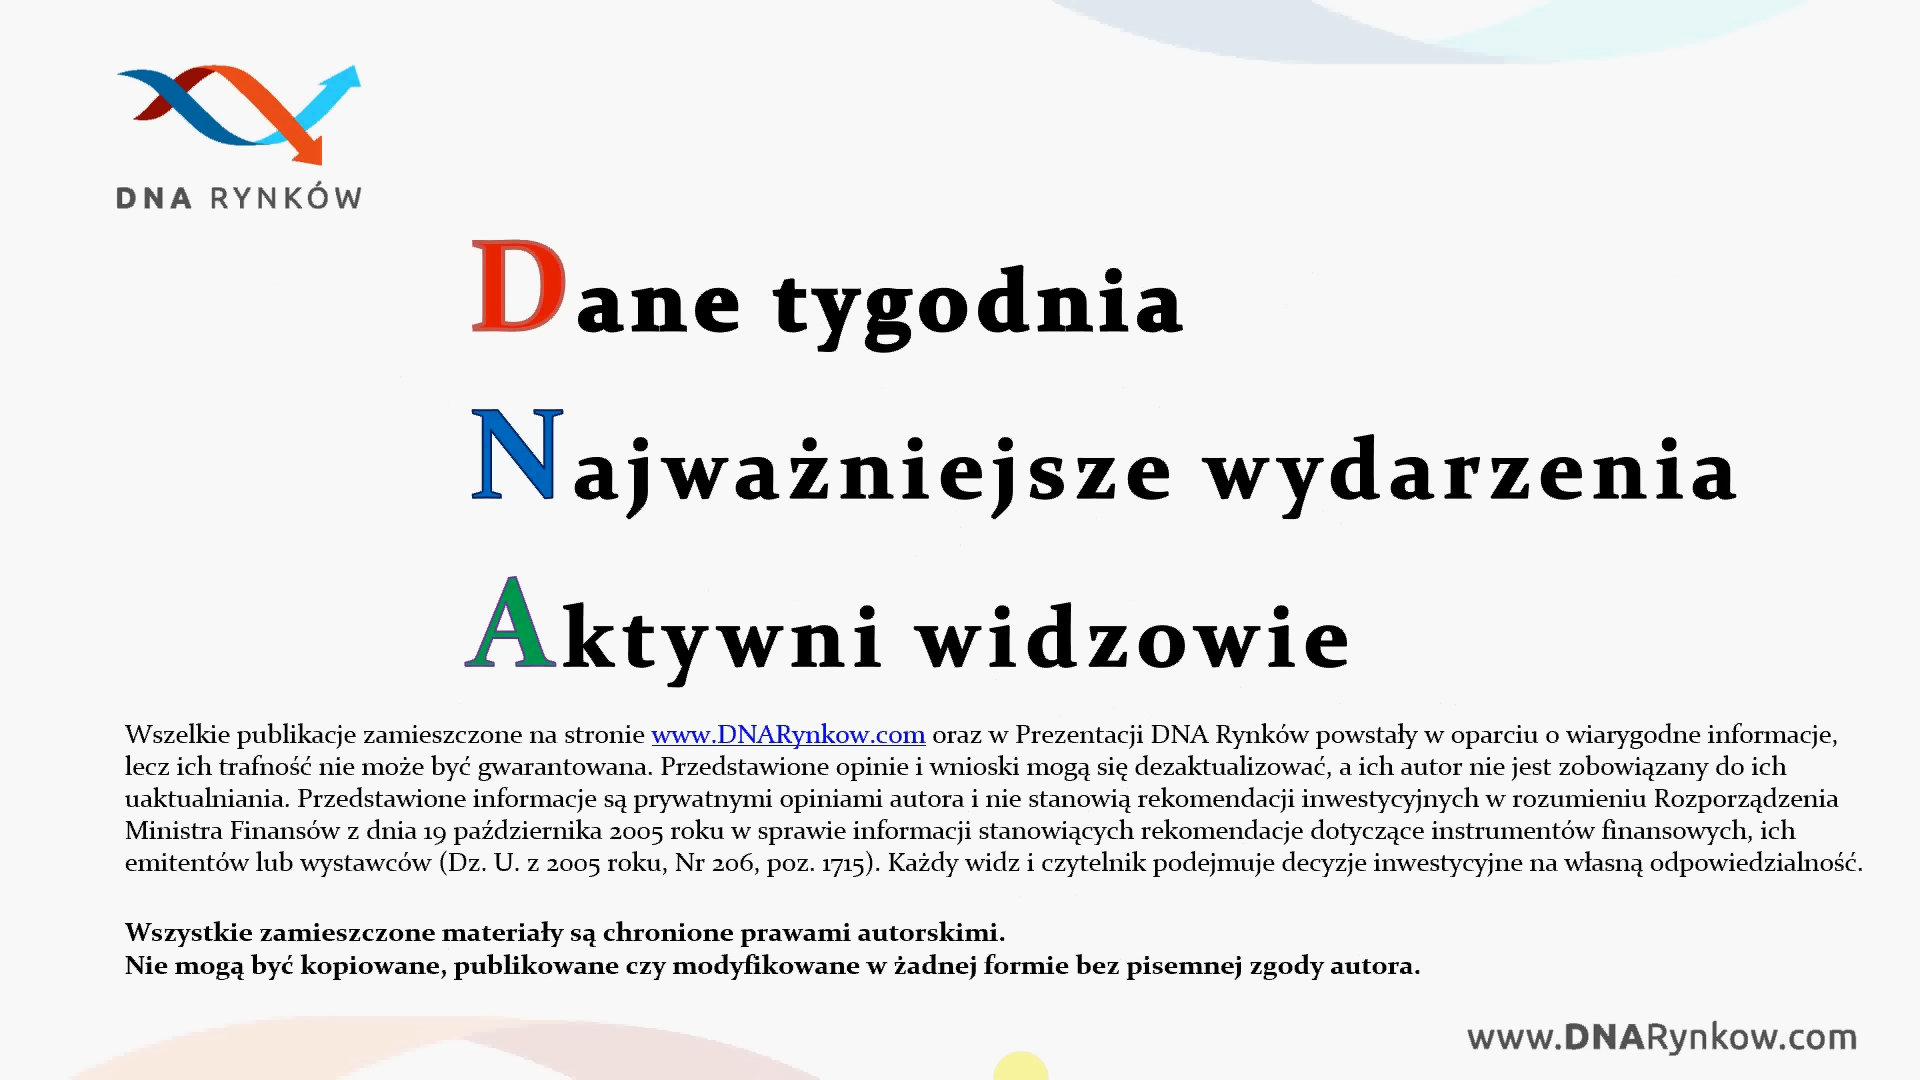 DNA RYNKÓW
Dane tygodnia
Najważniejsze wydarzenia
Aktywni widzowie
Wszelkie publikacje zamieszczone na stronie www.DNARynkow.com oraz w Prezentacji DNA Rynków powstały w oparciu o wiarygodne informacje,
lecz ich trafność nie może być gwarantowana. Przedstawione opinie i wnioski mogą się dezaktualizować, a ich autor nie jest zobowiązany do ich
uaktualniania. Przedstawione informacje są prywatnymi opiniami autora i nie stanowią rekomendacji inwestycyjnych w rozumieniu Rozporządzenia
Ministra Finansów z dnia 19 października 2005 roku w sprawie informacji stanowiących rekomendacje dotyczące instrumentów finansowych, ich
emitentów lub wystawców (Dz. U. z 2005 roku, Nr 206, poz. 1715). Każdy widz i czytelnik podejmuje decyzje inwestycyjne na własną odpowiedzialność.
Wszystkie zamieszczone materiały są chronione prawami autorskimi.
Nie mogą być kopiowane, publikowane czy modyfikowane w żadnej formie bez pisemnej zgody autora.
www.DNARynkow.com